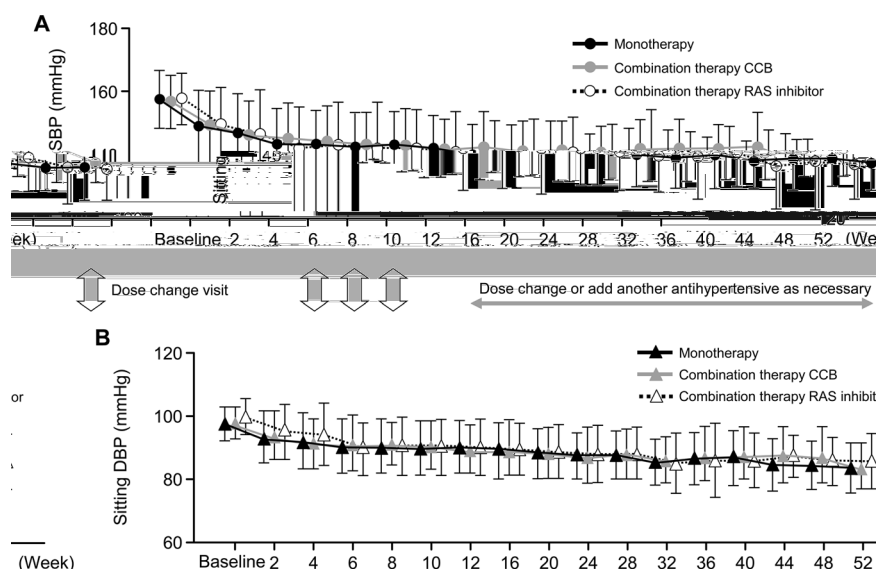 A
180
160
SBP (mmHg)
Sitting
Monotherapy
Combination therapy CCB
Combination therapy RAS inhibitor
eek)
Baseline 2 4 6 8 10 12 16 20 24 28 32 36 40 44 48 52 (We
Dose change visit
Dose change or add another antihypertensive as necessary
B
or
120
100
80
60
Sitting DBP (mmHg)
Monotherapy
Combination therapy CCB
Combination therapy RAS inhibit
(Week)
Baseline 2 4 6 8 10 12 16 20 24 28 32 36 40 44 48 52